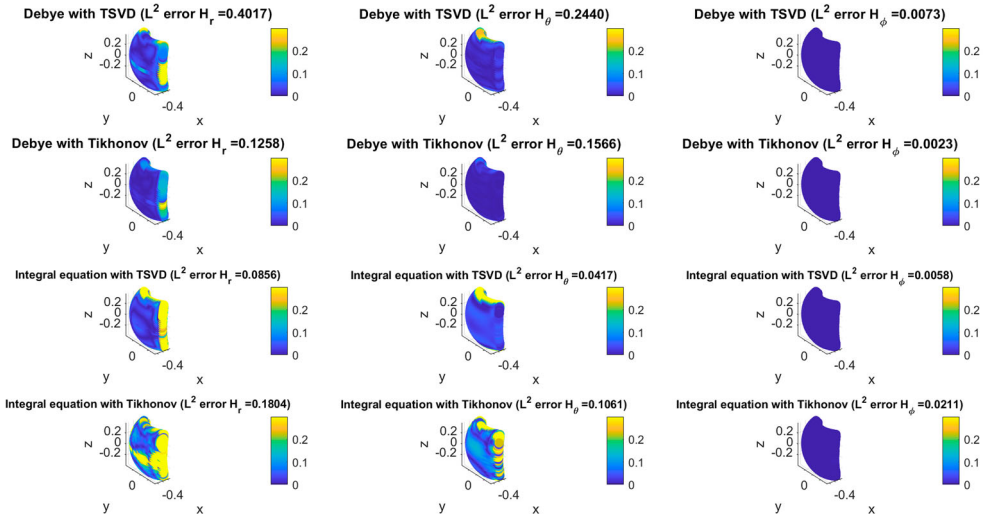 Debye with TSVD (L² error H_r =0.4017)
0.2
0
-0.2
z
0.2
0.1
0
0
-0.4
y
x
Debye with TSVD (L² error H_θ =0.2440)
0.2
0
-0.2
z
0.2
0.1
0
0
-0.4
y
x
Debye with TSVD (L² error H_ϕ =0.0073)
0.2
0
-0.2
z
0.2
0.1
0
0
-0.4
y
x
Debye with Tikhonov (L² error H_r =0.1258)
0.2
0
-0.2
z
0.2
0.1
0
0
-0.4
y
x
Debye with Tikhonov (L² error H_θ =0.1566)
0.2
0
-0.2
z
0.2
0.1
0
0
-0.4
y
x
Debye with Tikhonov (L² error H_ϕ =0.0023)
0.2
0
-0.2
z
0.2
0.1
0
0
-0.4
y
x
Integral equation with TSVD (L² error H_r =0.0856)
0.2
0
-0.2
z
0.2
0.1
0
0
-0.4
y
x
Integral equation with TSVD (L² error H_θ =0.0417)
0.2
0
-0.2
z
0.2
0.1
0
0
-0.4
y
x
Integral equation with TSVD (L² error H_ϕ =0.0058)
0.2
0
-0.2
z
0.2
0.1
0
0
-0.4
y
x
Integral equation with Tikhonov (L² error H_r =0.1804)
0.2
0
-0.2
z
0.2
0.1
0
0
-0.4
y
x
Integral equation with Tikhonov (L² error H_θ =0.1061)
0.2
0
-0.2
z
0.2
0.1
0
0
-0.4
y
x
Integral equation with Tikhonov (L² error H_ϕ =0.0211)
0.2
0
-0.2
z
0.2
0.1
0
0
-0.4
y
x